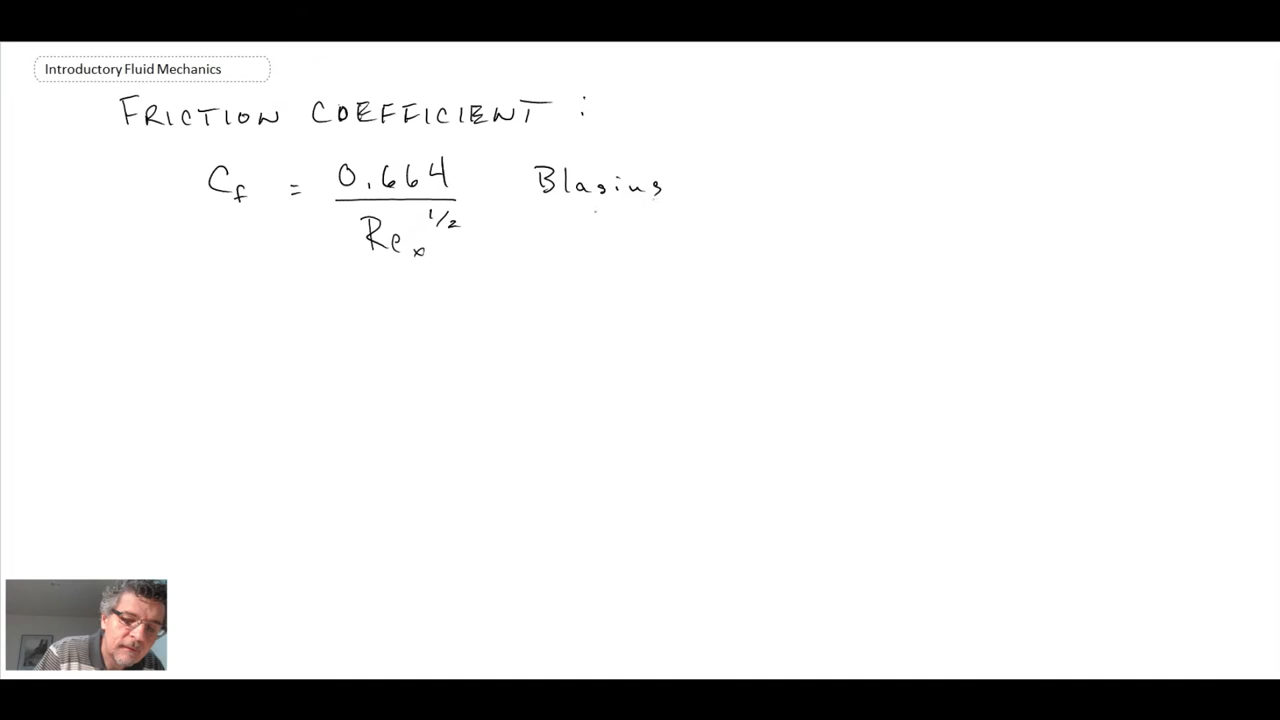 Introductory Fluid Mechanics
FRICTION COEFFICIENT :
Cf = 0.664 / Rex^1/2 Blasius